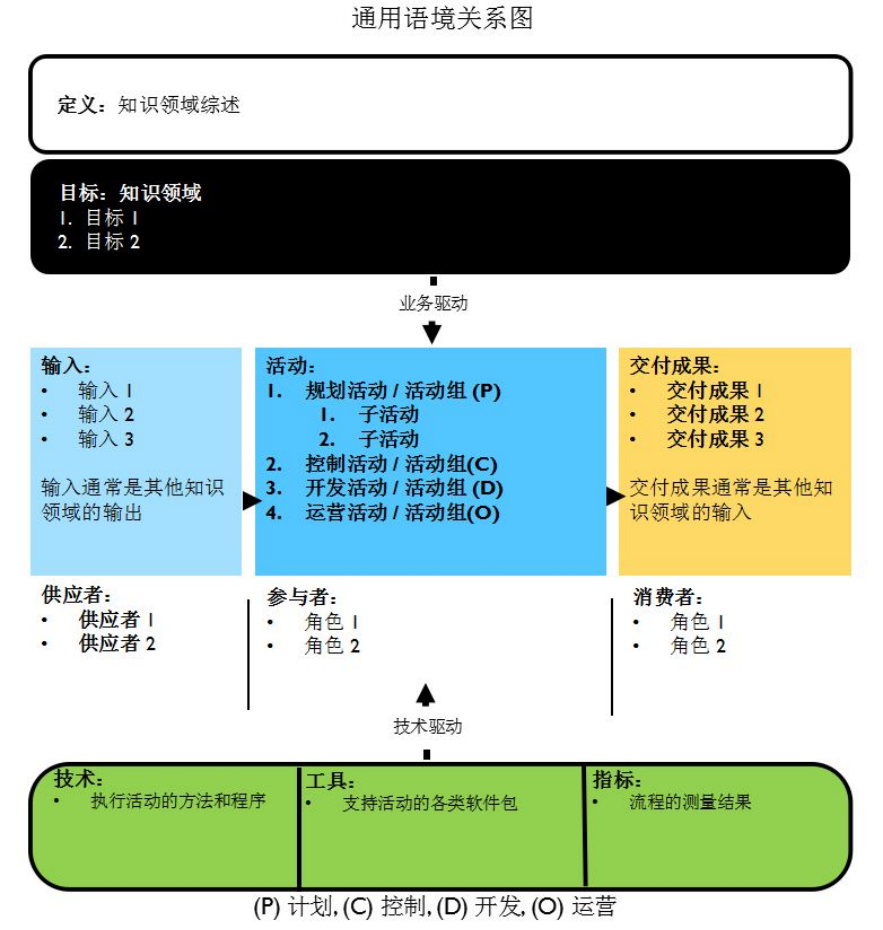 通用语境关系图
定义：知识领域综述
目标：知识领域
1. 目标 1
2. 目标 2
业务驱动
输入：
• 输入 1
• 输入 2
• 输入 3
输入通常是其他知识
领域的输出
活动：
1. 规划活动 / 活动组 (P)
1. 子活动
2. 子活动
2. 控制活动 / 活动组(C)
3. 开发活动 / 活动组 (D)
4. 运营活动 / 活动组(O)
交付成果：
• 交付成果 1
• 交付成果 2
• 交付成果 3
交付成果通常是其他知
识领域的输入
供应者：
• 供应者 1
• 供应者 2
参与者：
• 角色 1
• 角色 2
消费者：
• 角色 1
• 角色 2
技术驱动
技术：
• 执行活动的方法和程序
工具：
• 支持活动的各类软件包
指标：
• 流程的测量结果
(P) 计划, (C) 控制, (D) 开发, (O) 运营